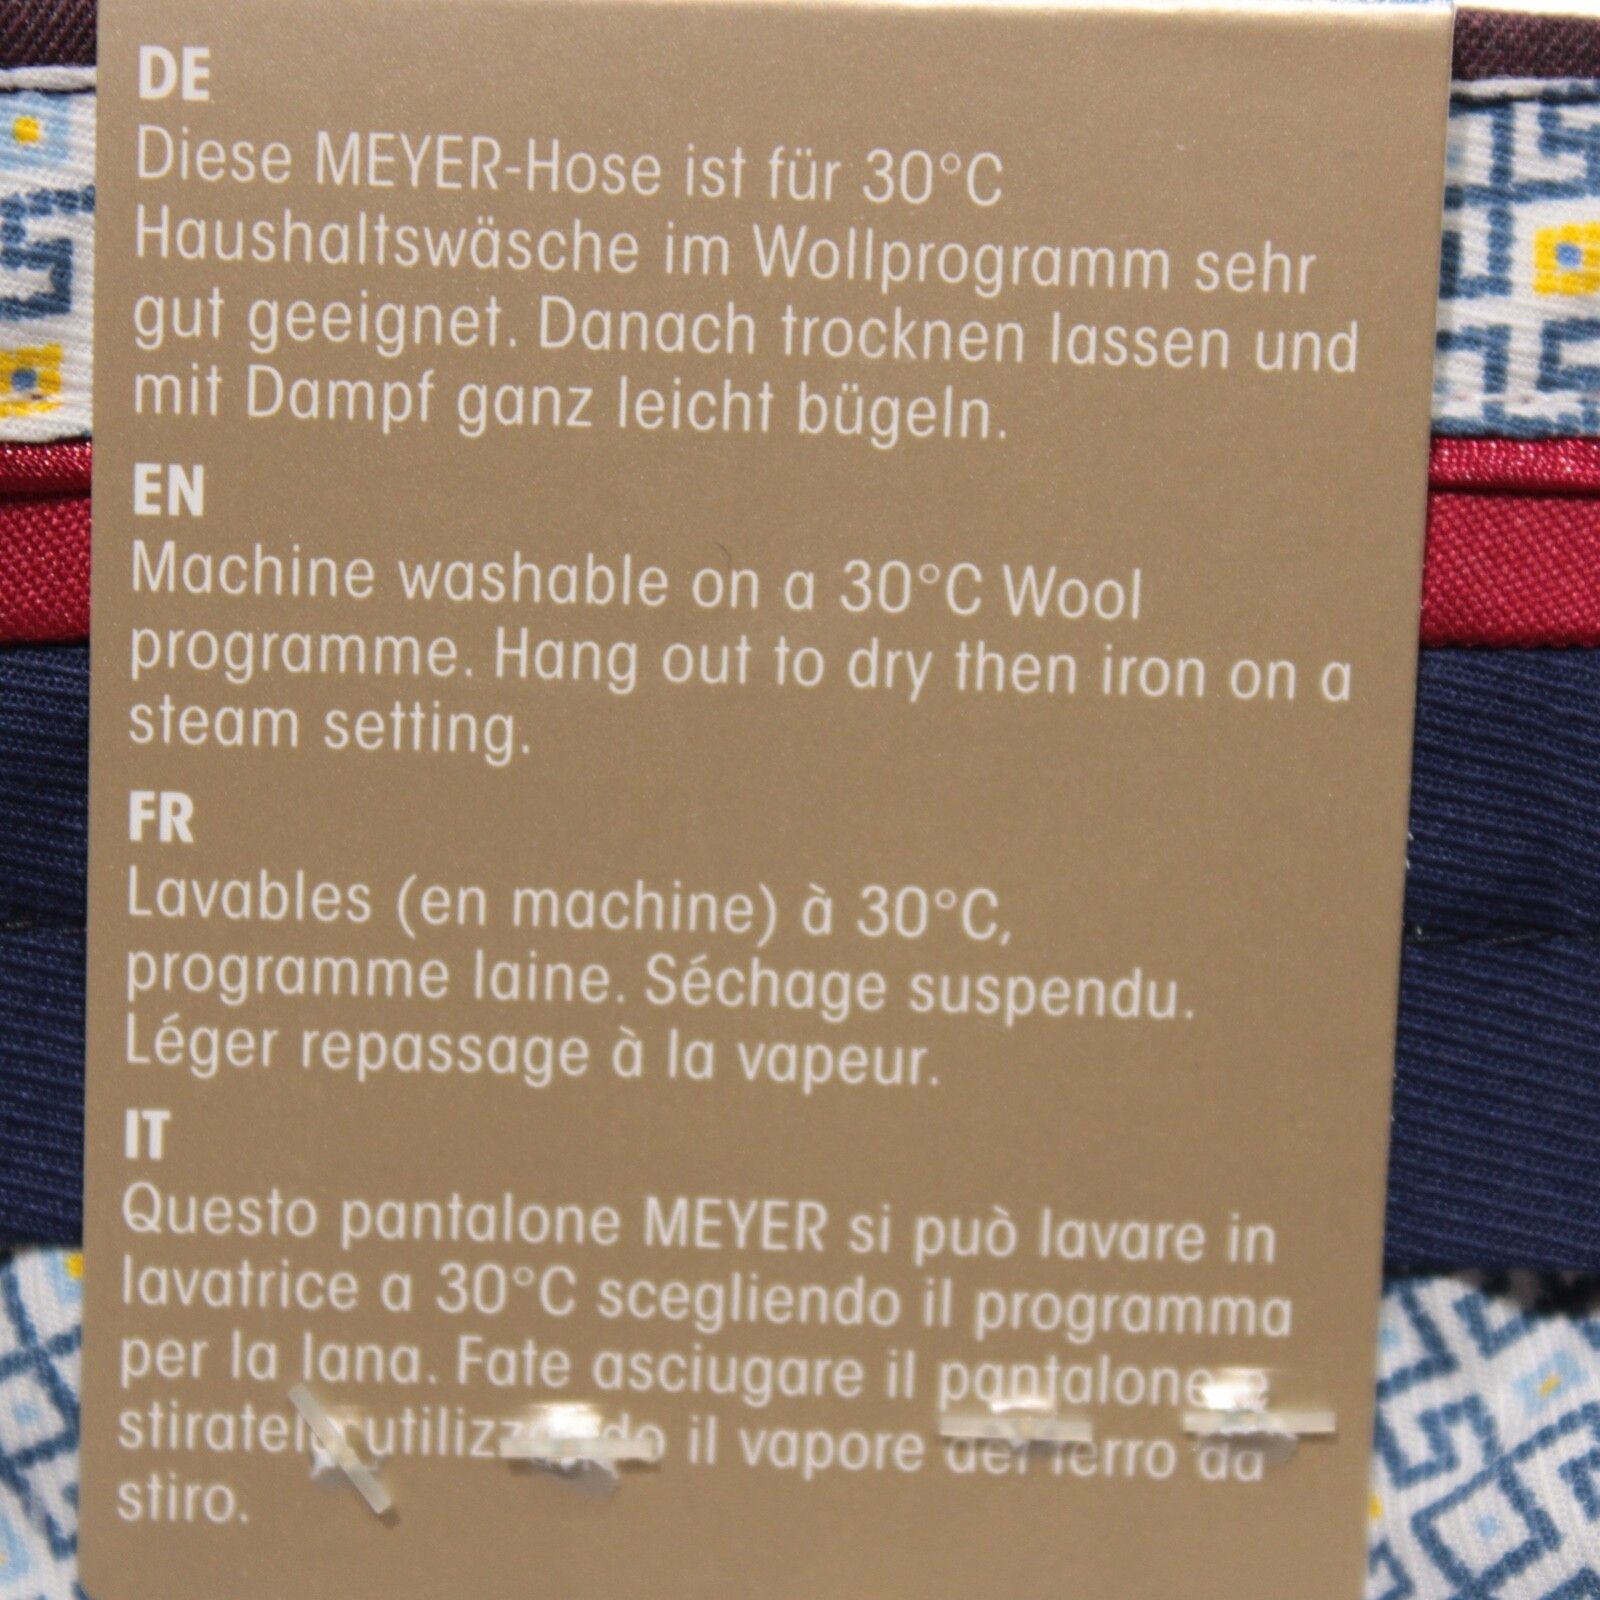 DE
Diese MEYER-Hose ist für 30°C
Haushaltswäsche im Wollprogramm sehr
gut geeignet. Danach trocknen lassen und
mit Dampf ganz leicht bügeln.
EN
Machine washable on a 30°C Wool
programme. Hang out to dry then iron on a
steam setting.
FR
Lavables (en machine) à 30°C,
programme laine. Séchage suspendu.
Léger repassage à la vapeur.
IT
Questo pantalone MEYER si può lavare in
lavatrice a 30°C scegliendo il programma
per la lana. Fate asciugare il pantalone e
il vapore del ferro da
stiro.